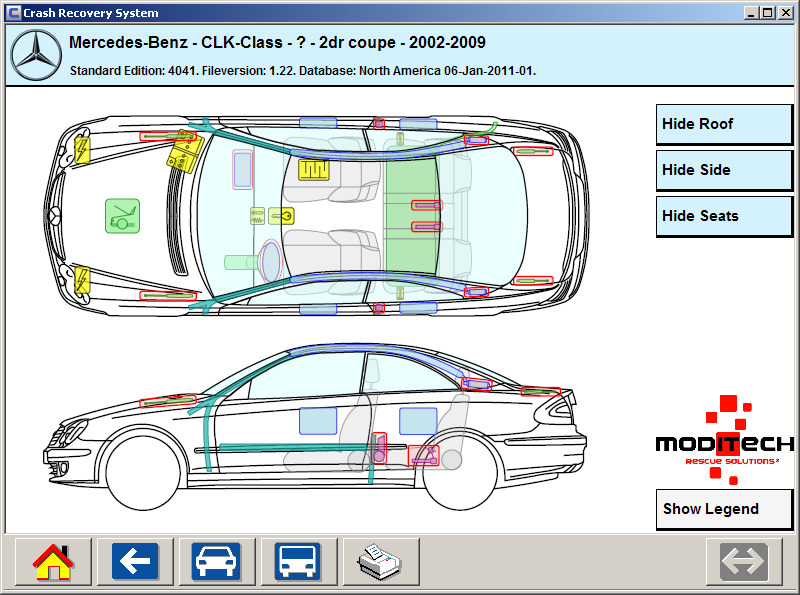 Crash Recovery System
Mercedes-Benz - CLK-Class - ? - 2dr coupe - 2002-2009
Standard Edition: 4041. Fileversion: 1.22. Database: North America 06-Jan-2011-01.
Hide Roof
Hide Side
Hide Seats
MODITECH
RESCUE SOLUTIONS
Show Legend